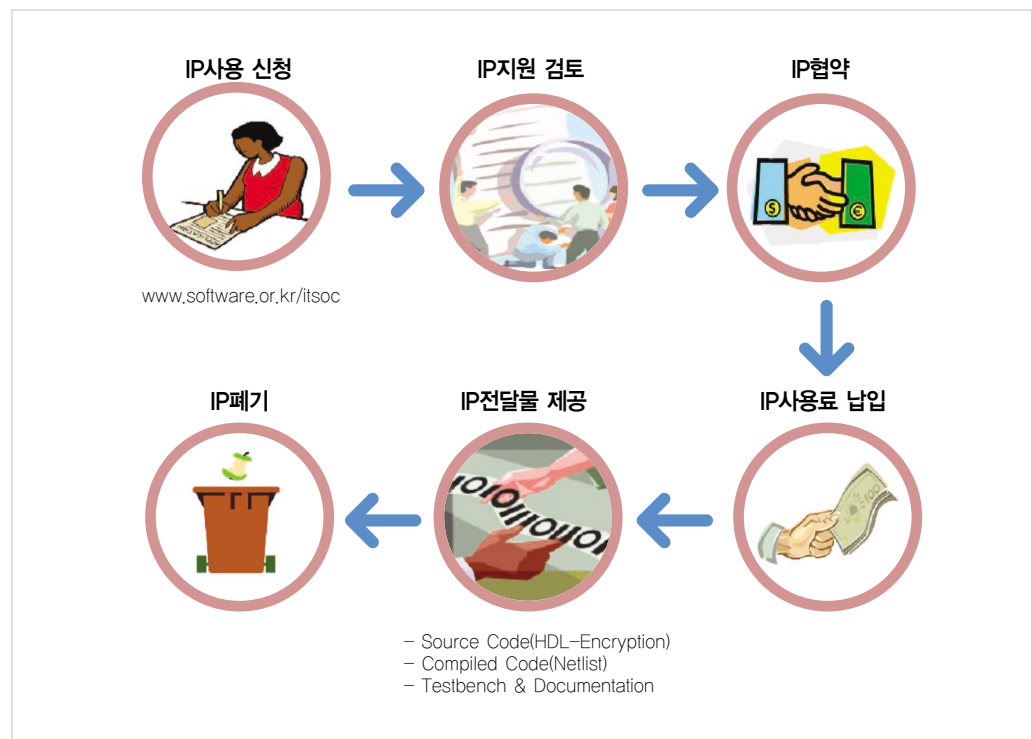 IP사용 신청
IP지원 검토
IP협약
www.software.or.kr/itsoc
IP폐기
IP전달물 제공
IP사용료 납입
- Source Code(HDL-Encryption)
- Compiled Code(Netlist)
- Testbench & Documentation